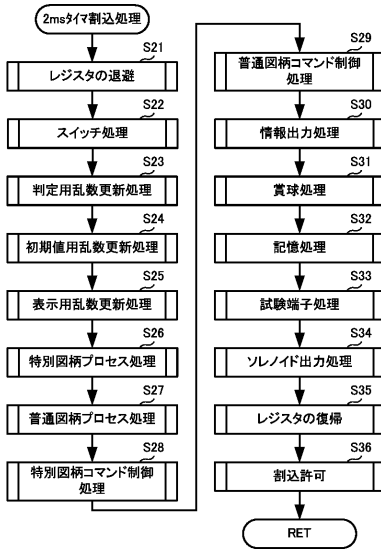 2msタイマ割込処理
S21
レジスタの退避
S22
スイッチ処理
S23
判定用乱数更新処理
S24
初期値用乱数更新処理
S25
表示用乱数更新処理
S26
特別図柄プロセス処理
S27
普通図柄プロセス処理
S28
特別図柄コマンド制御
処理
S29
普通図柄コマンド制御
処理
S30
情報出力処理
S31
賞球処理
S32
記憶処理
S33
試験端子処理
S34
ソレノイド出力処理
S35
レジスタの復帰
S36
割込許可
RET